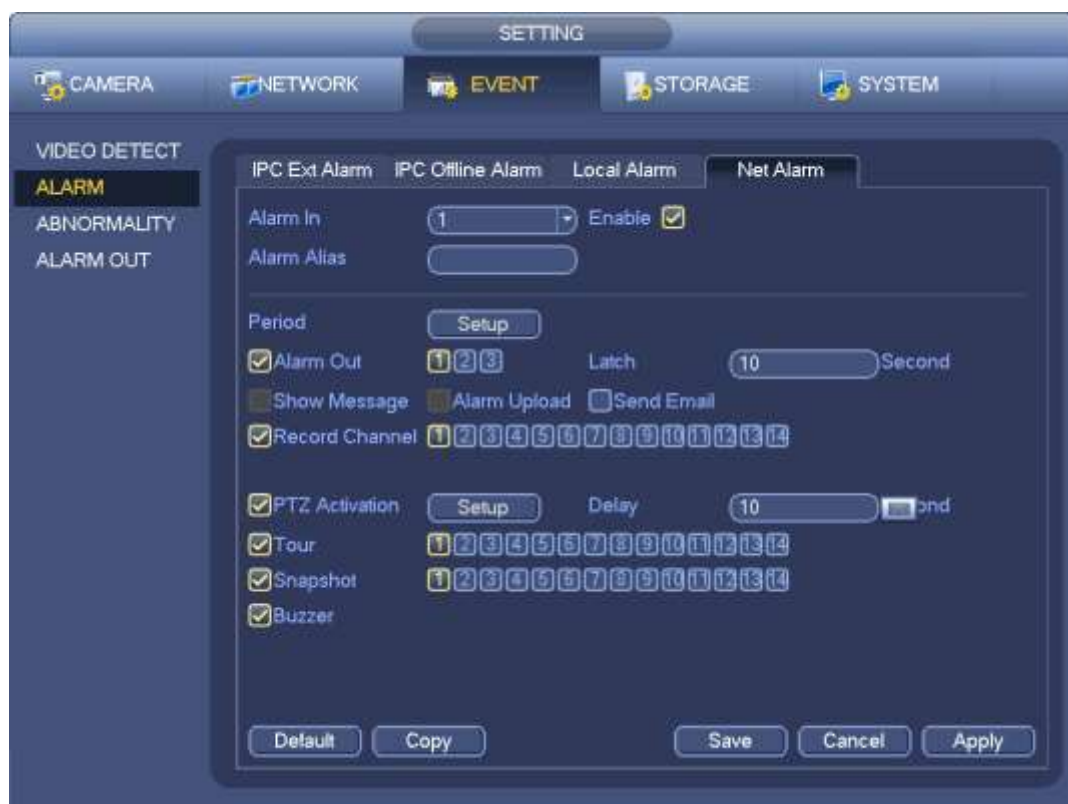 SETTING
CAMERA NETWORK EVENT STORAGE SYSTEM
VIDEO DETECT
ALARM
ABNORMALITY
ALARM OUT
IPC Ext Alarm IPC Offline Alarm Local Alarm Net Alarm
Alarm In 1 Enable
Alarm Alias
Period Setup
Alarm Out 1 2 3 Latch 10 Second
Show Message Alarm Upload Send Email
Record Channel 1 2 3 4 5 6 7 8 9 10 11 12 13 14
PTZ Activation Setup Delay 10 ond
Tour 1 2 3 4 5 6 7 8 9 10 11 12 13 14
Snapshot 1 2 3 4 5 6 7 8 9 10 11 12 13 14
Buzzer
Default Copy Save Cancel Apply